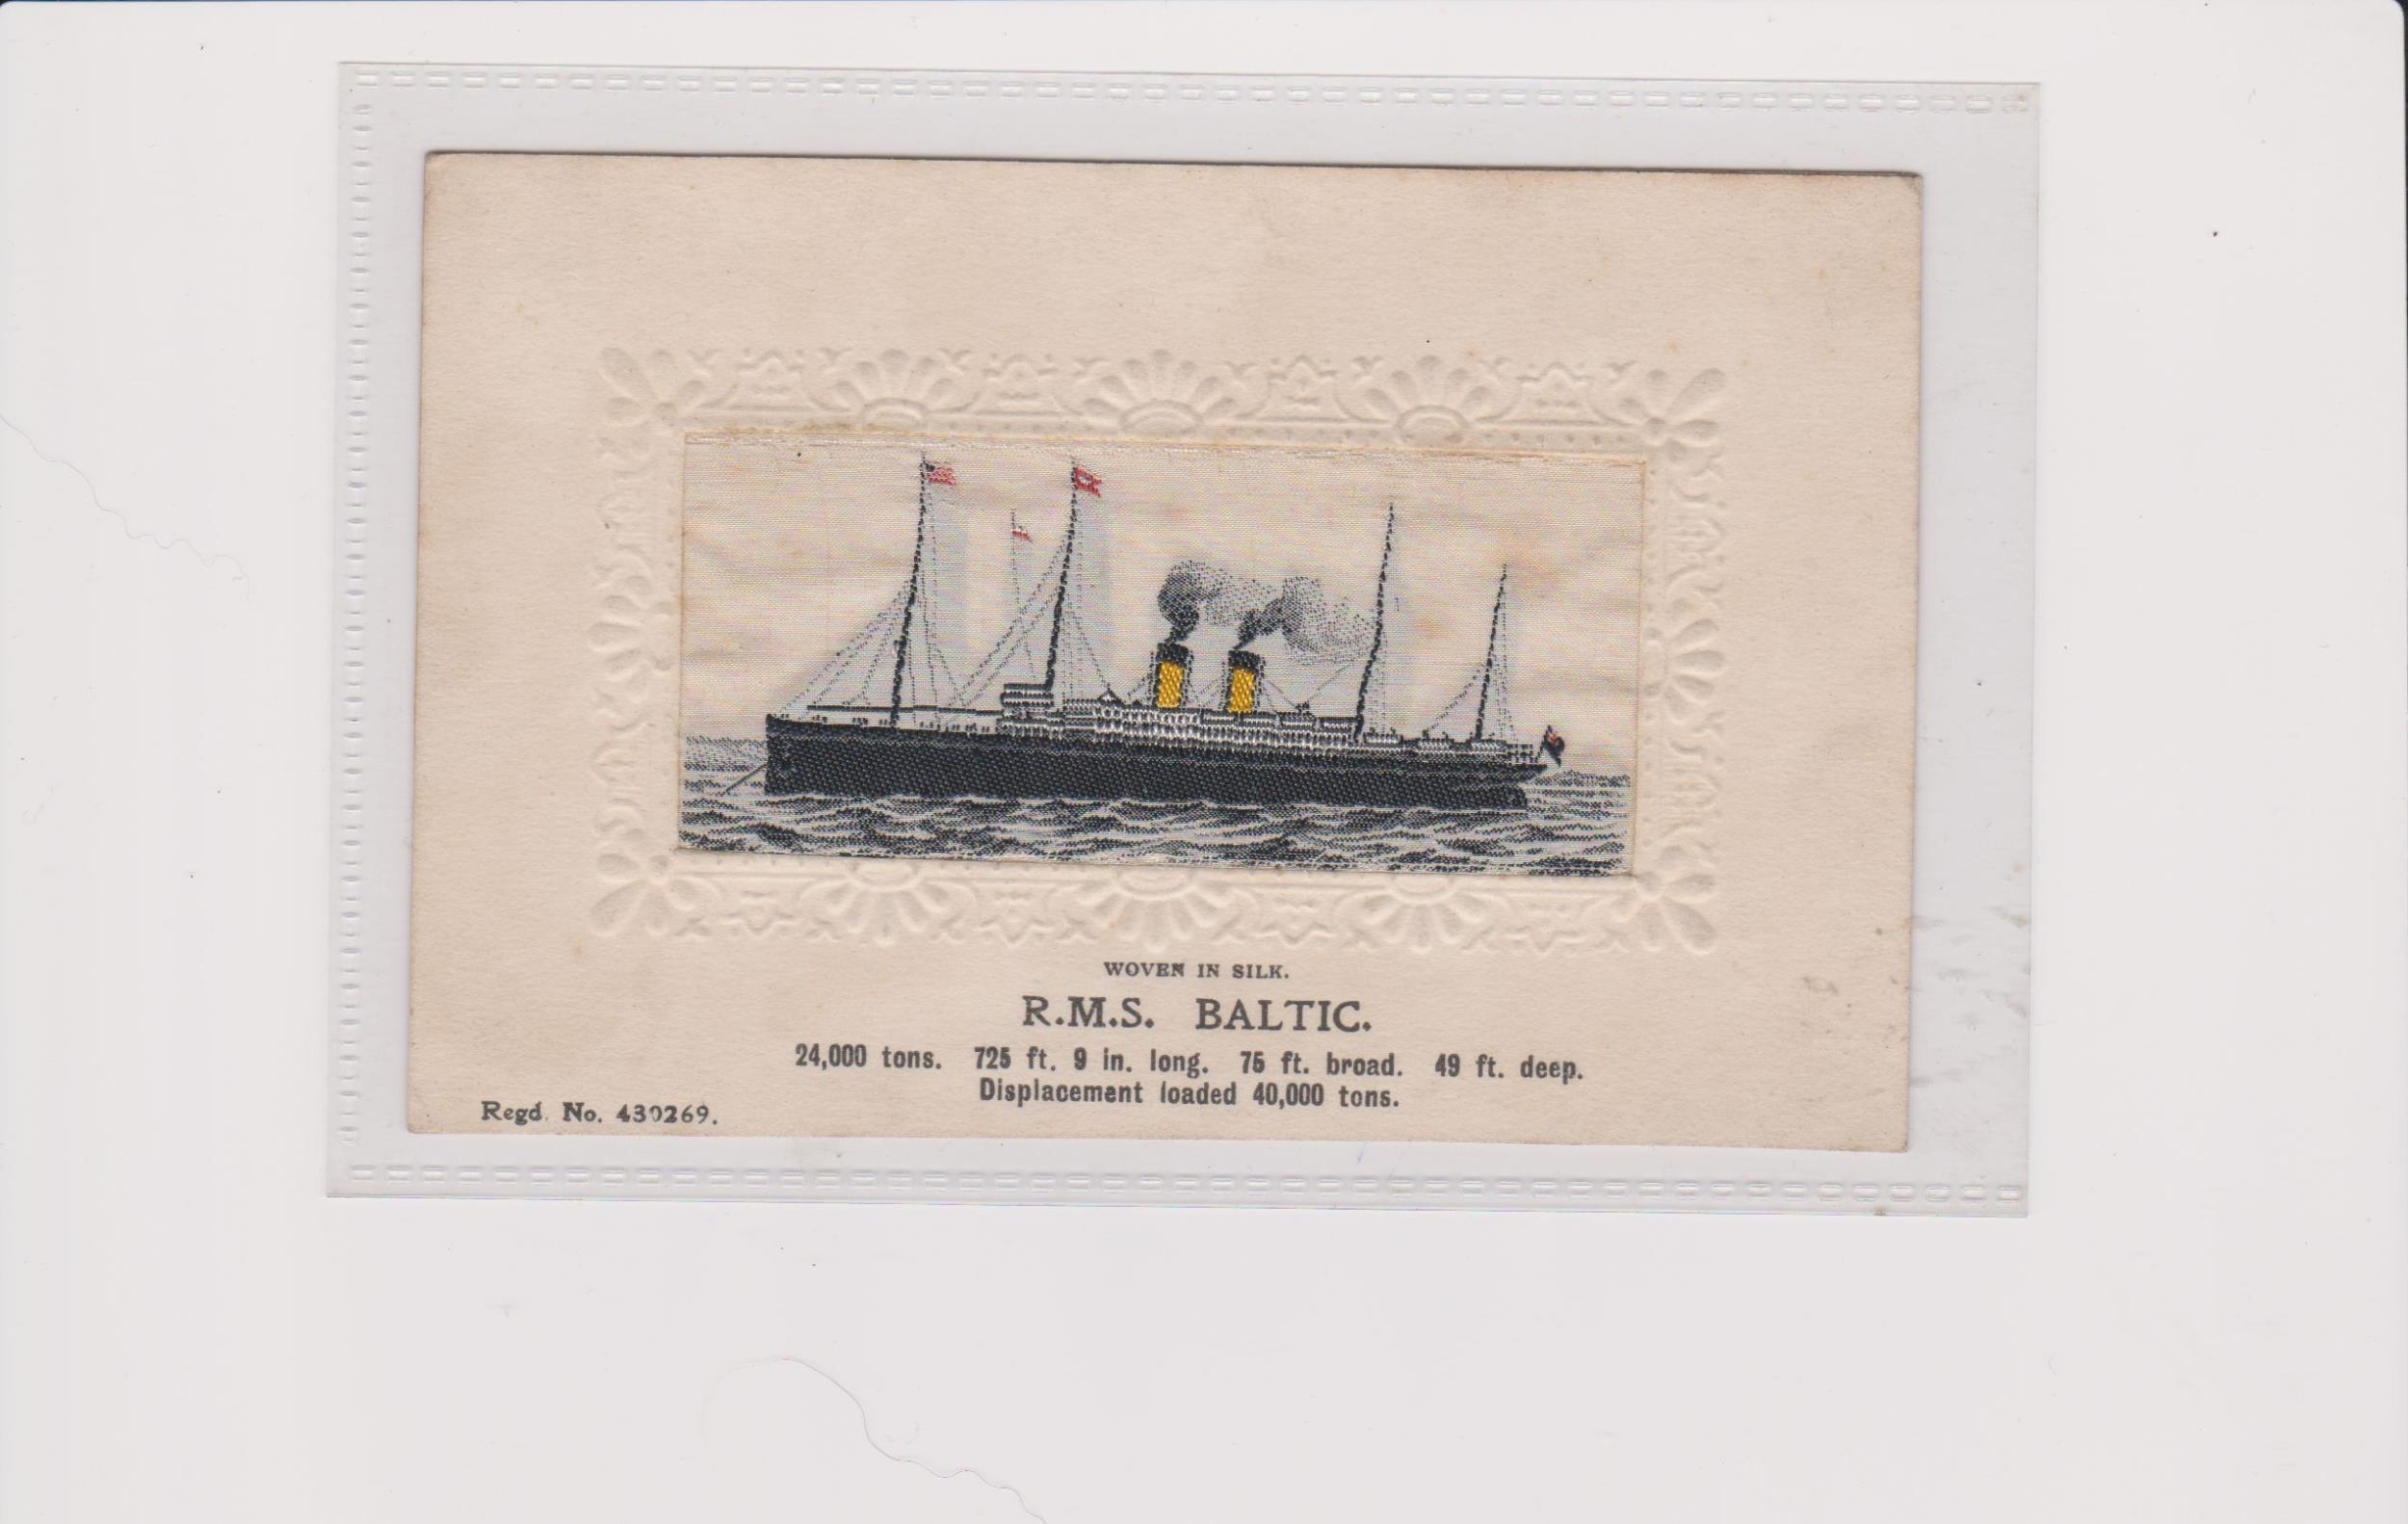 WOVEN IN SILK.
R.M.S. BALTIC.
24,000 tons. 725 ft. 9 in. long. 75 ft. broad. 49 ft. deep.
Displacement loaded 40,000 tons.
Regd. No. 430269.